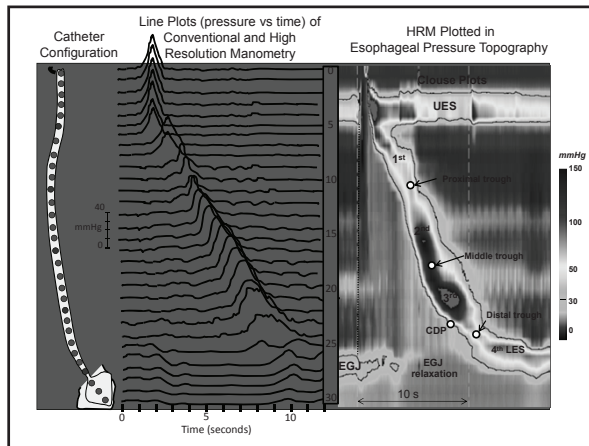 Catheter
Configuration
Line Plots (pressure vs time) of
Conventional and High
Resolution Manometry
HRM Plotted in
Esophageal Pressure Topography
40
mmHg
0
0
5
10
Time (seconds)
0
5
10
15
20
25
30
Clouse Plots
UES
1st
Proximal trough
2nd
Middle trough
3rd
Distal trough
CDP
4th LES
EGJ
EGJ
relaxation
10 s
mmHg
150
100
50
30
0